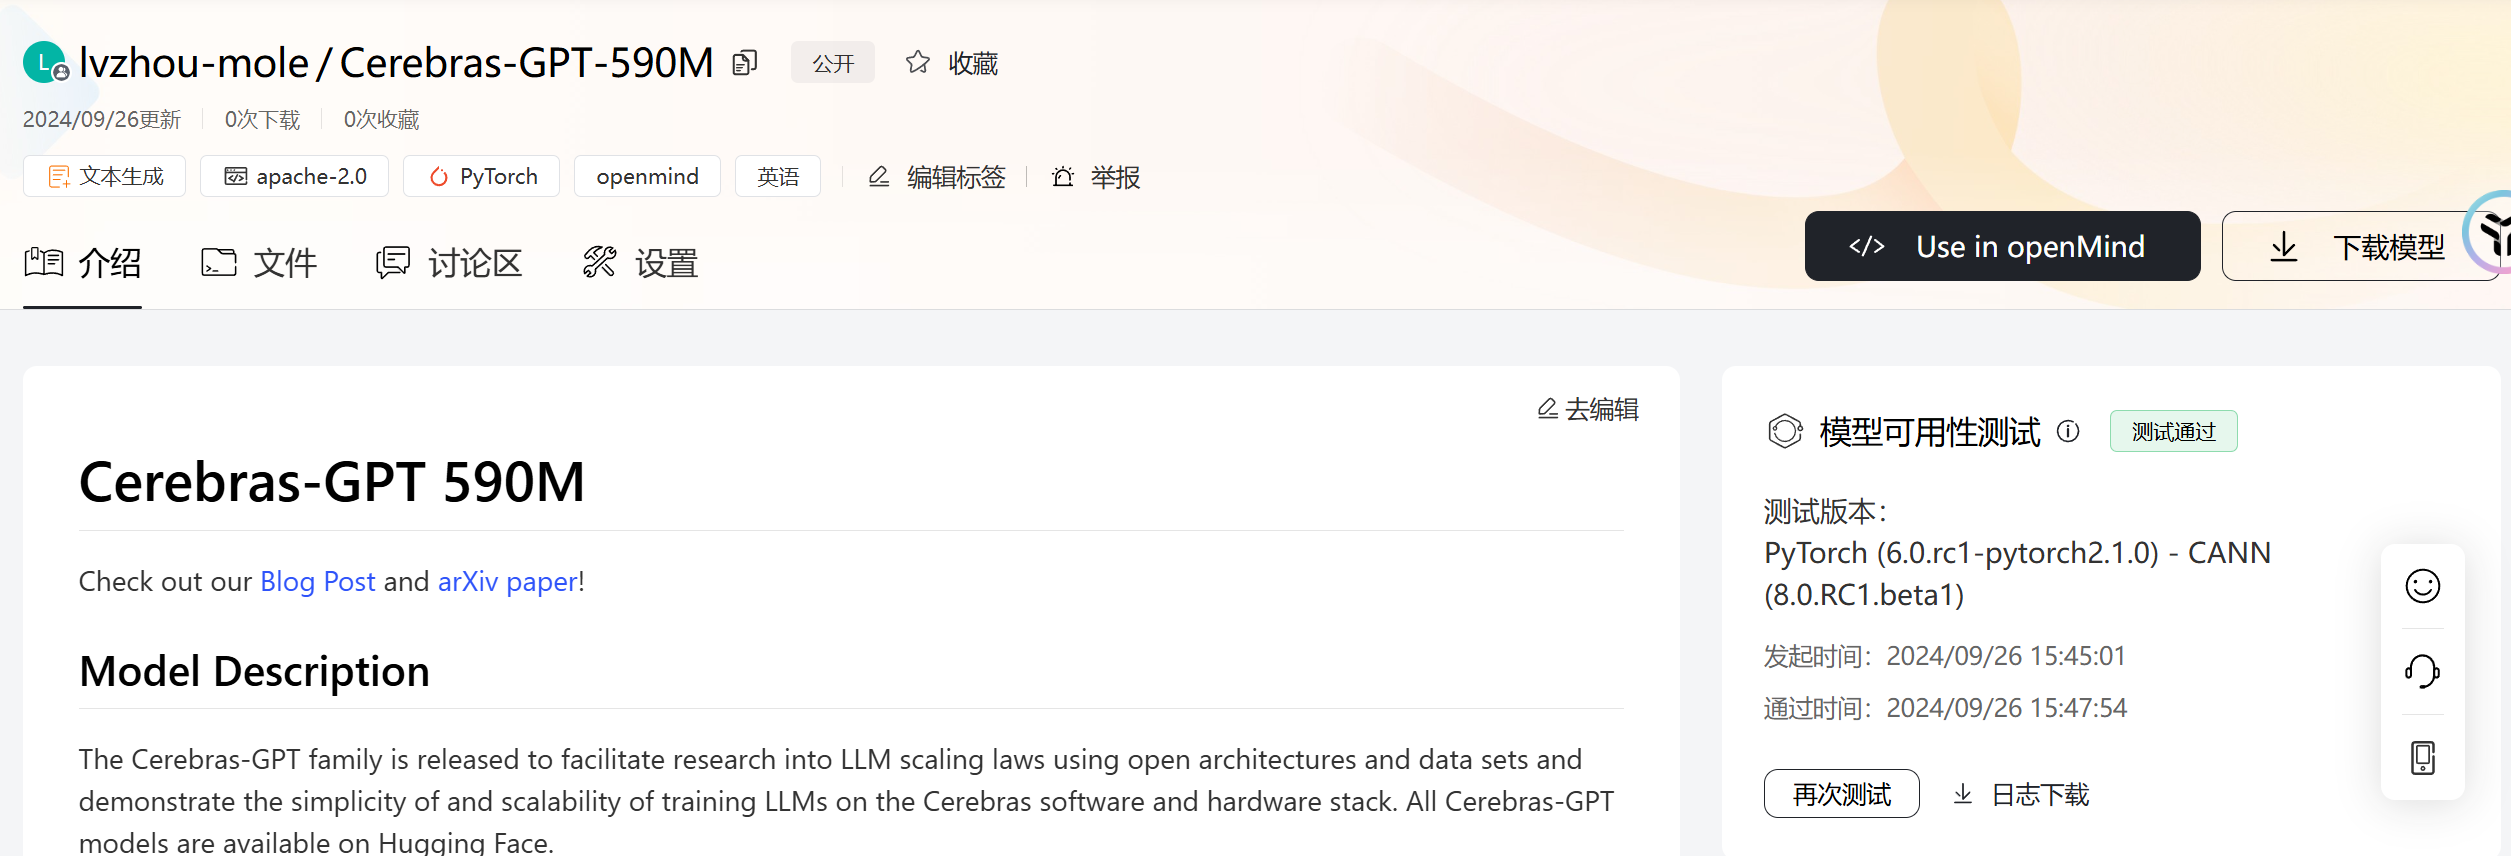 L lvzhou-mole / Cerebras-GPT-590M 公开 收藏
2024/09/26更新 0次下载 0次收藏
文本生成 apache-2.0 PyTorch openmind 英语 编辑标签 举报
介绍 文件 讨论区 设置 </> Use in openMind 下载模型
去编辑
Cerebras-GPT 590M
Check out our Blog Post and arXiv paper!
Model Description
The Cerebras-GPT family is released to facilitate research into LLM scaling laws using open architectures and data sets and
demonstrate the simplicity of and scalability of training LLMs on the Cerebras software and hardware stack. All Cerebras-GPT
models are available on Hugging Face.
模型可用性测试 测试通过
测试版本：
PyTorch (6.0.rc1-pytorch2.1.0) - CANN
(8.0.RC1.beta1)
发起时间：2024/09/26 15:45:01
通过时间：2024/09/26 15:47:54
再次测试 日志下载